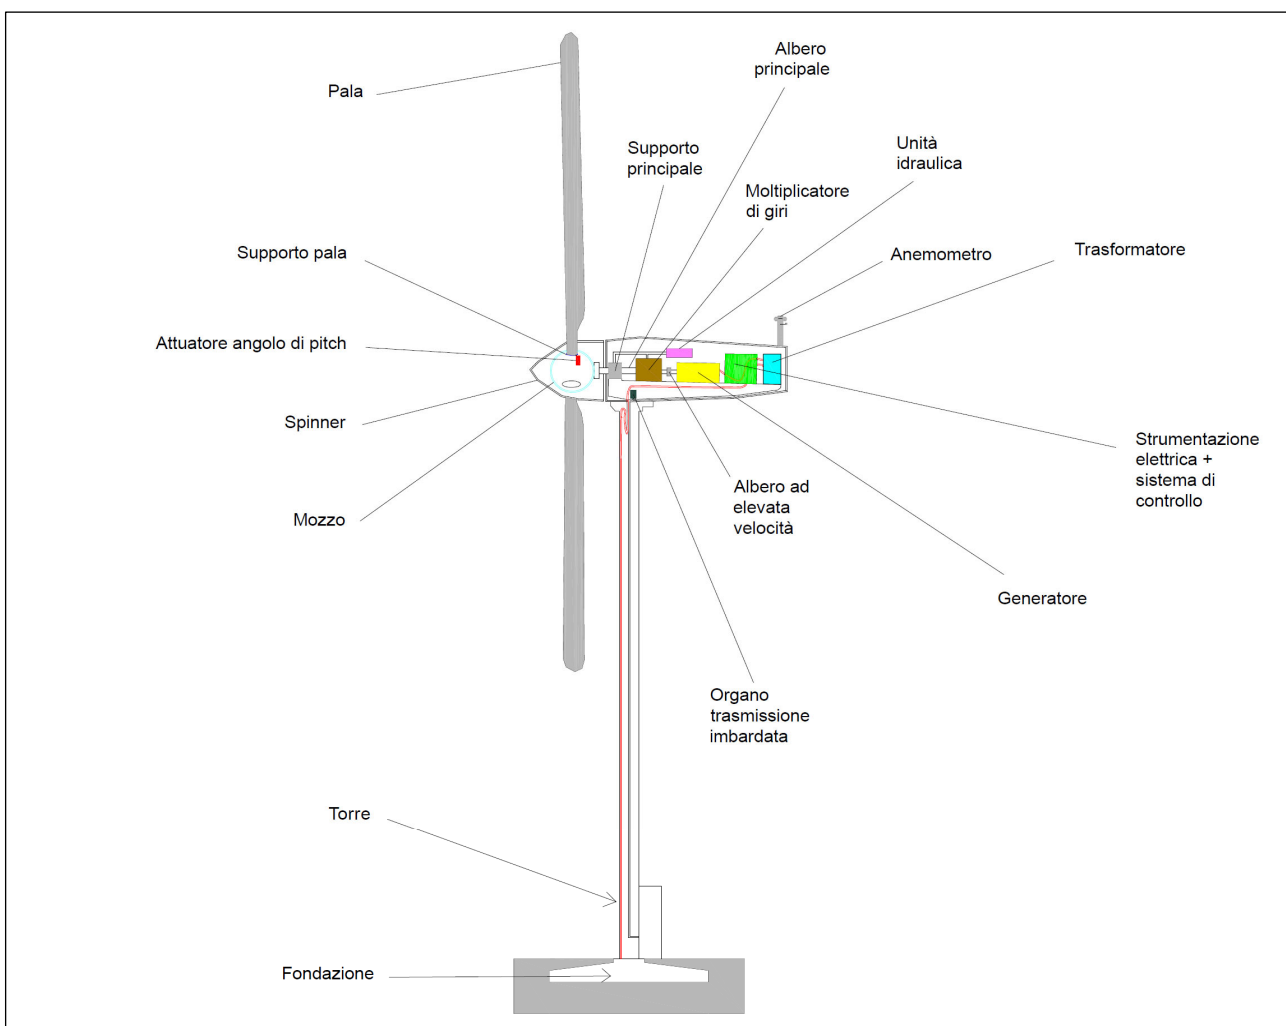 Albero
principale
Pala
Unità
idraulica
Supporto
principale
Moltiplicatore
di giri
Supporto pala
Anemometro
Trasformatore
Attuatore angolo di pitch
Spinner
Strumentazione
elettrica +
sistema di
controllo
Albero ad
elevata
velocità
Mozzo
Generatore
Organo
trasmissione
imbardata
Torre
Fondazione